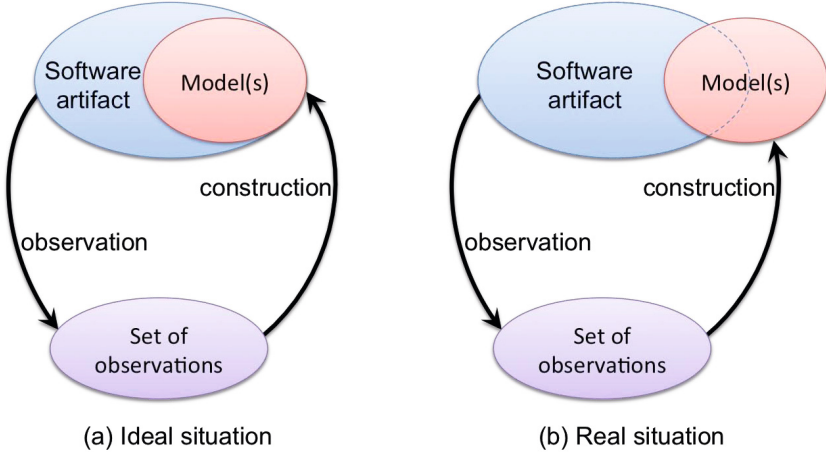 Software
artifact
Model(s)
construction
observation
Set of
observations
(a) Ideal situation
Software
artifact
Model(s)
construction
observation
Set of
observations
(b) Real situation